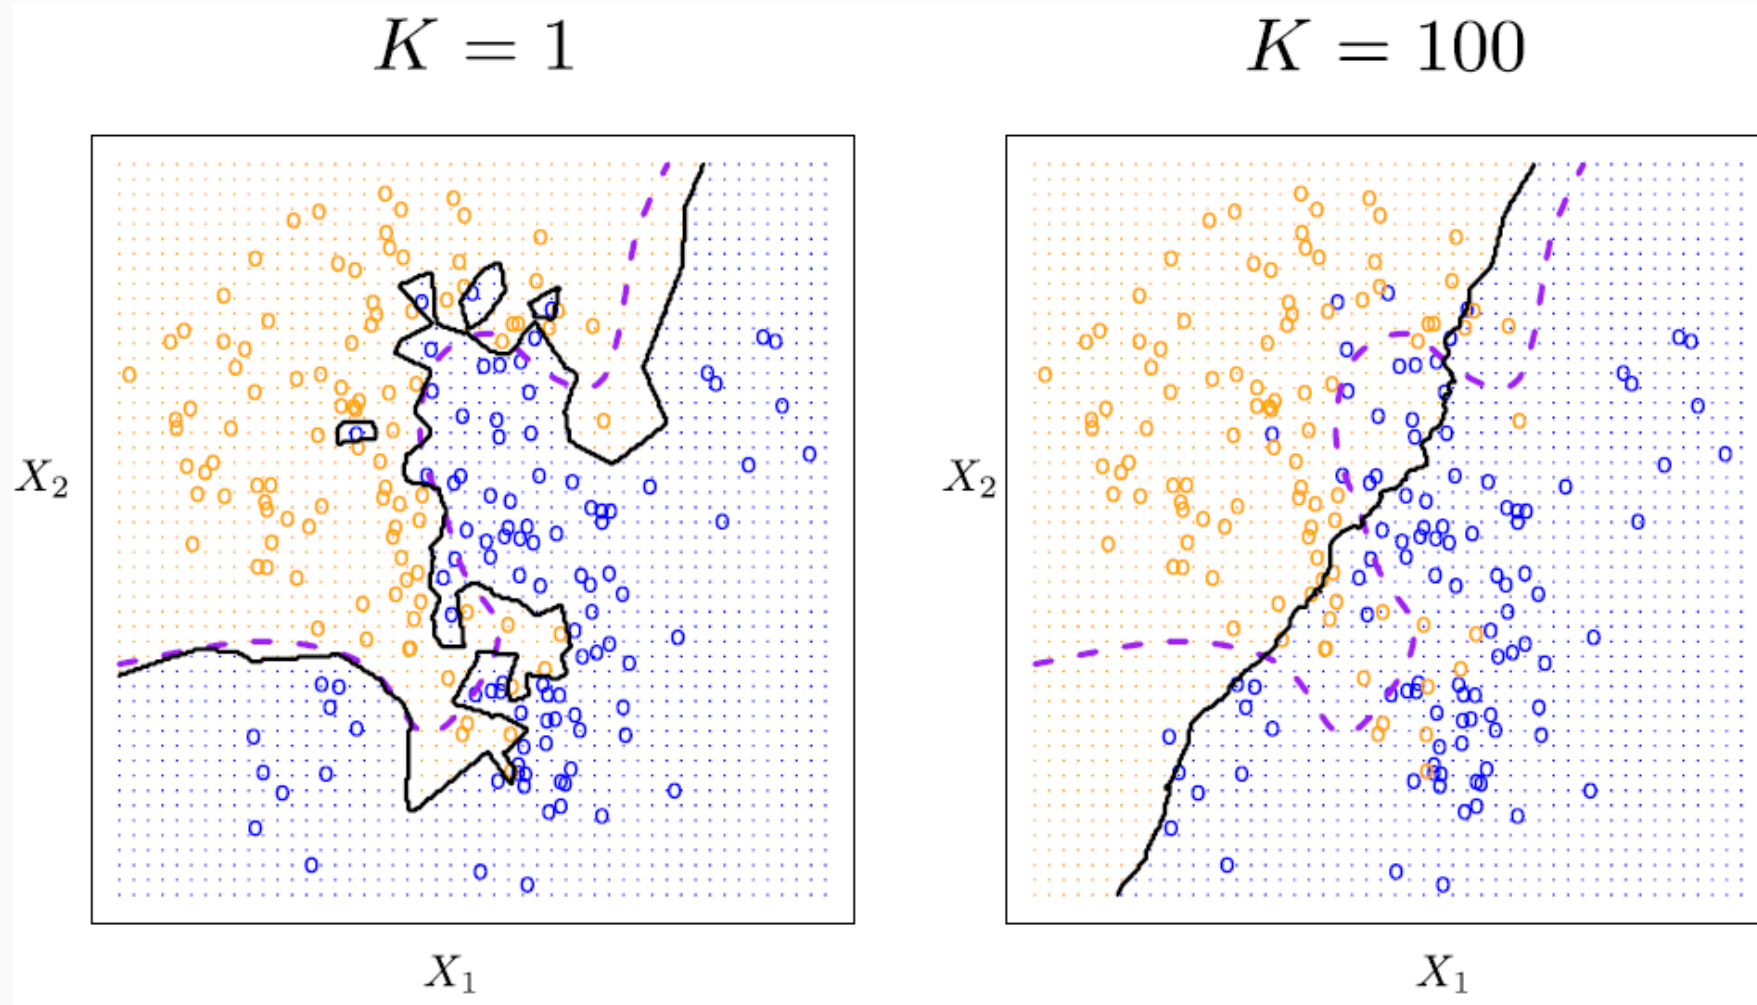 K = 1
K = 100
X₂
X₂
X₁
X₁